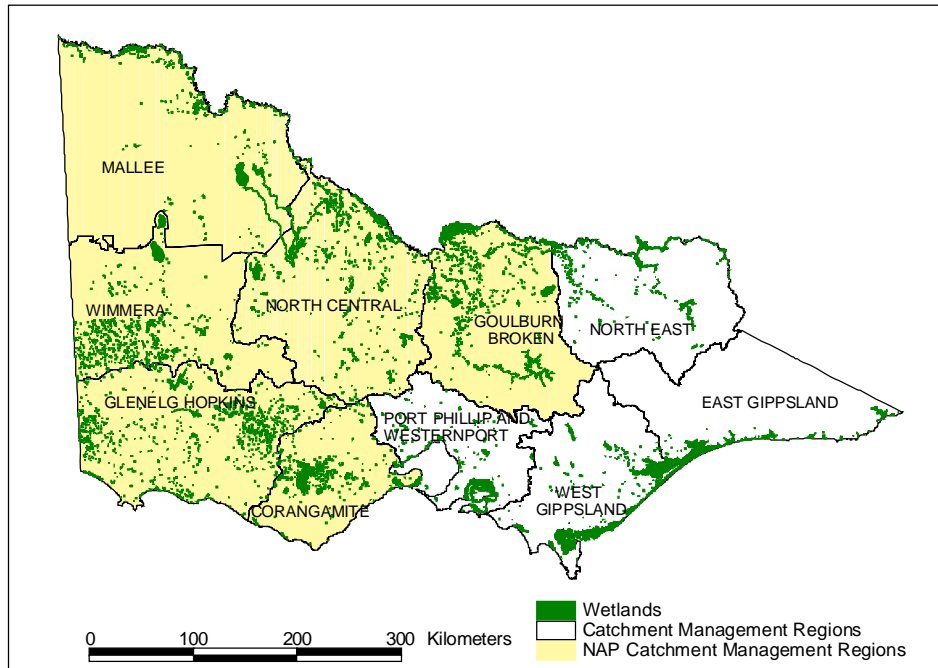 MALLEE
WIMMERA
NORTH CENTRAL
GOULBURN
BROKEN
NORTH EAST
GLENELG HOPKINS
PORT PHILLIP AND
WESTERNPORT
EAST GIPPSLAND
CORANGAMITE
WEST
GIPPSLAND
Wetlands
Catchment Management Regions
NAP Catchment Management Regions
0 100 200 300 Kilometers